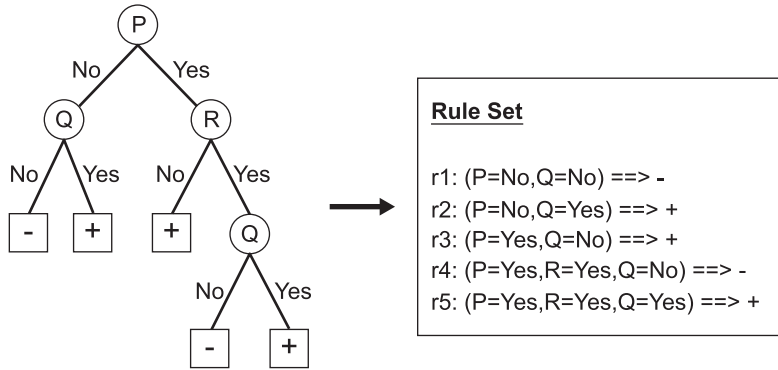 P
No Yes
Q R
No Yes No Yes
- + + Q
No Yes
- +
Rule Set
r1: (P=No,Q=No) ==> -
r2: (P=No,Q=Yes) ==> +
r3: (P=Yes,Q=No) ==> +
r4: (P=Yes,R=Yes,Q=No) ==> -
r5: (P=Yes,R=Yes,Q=Yes) ==> +